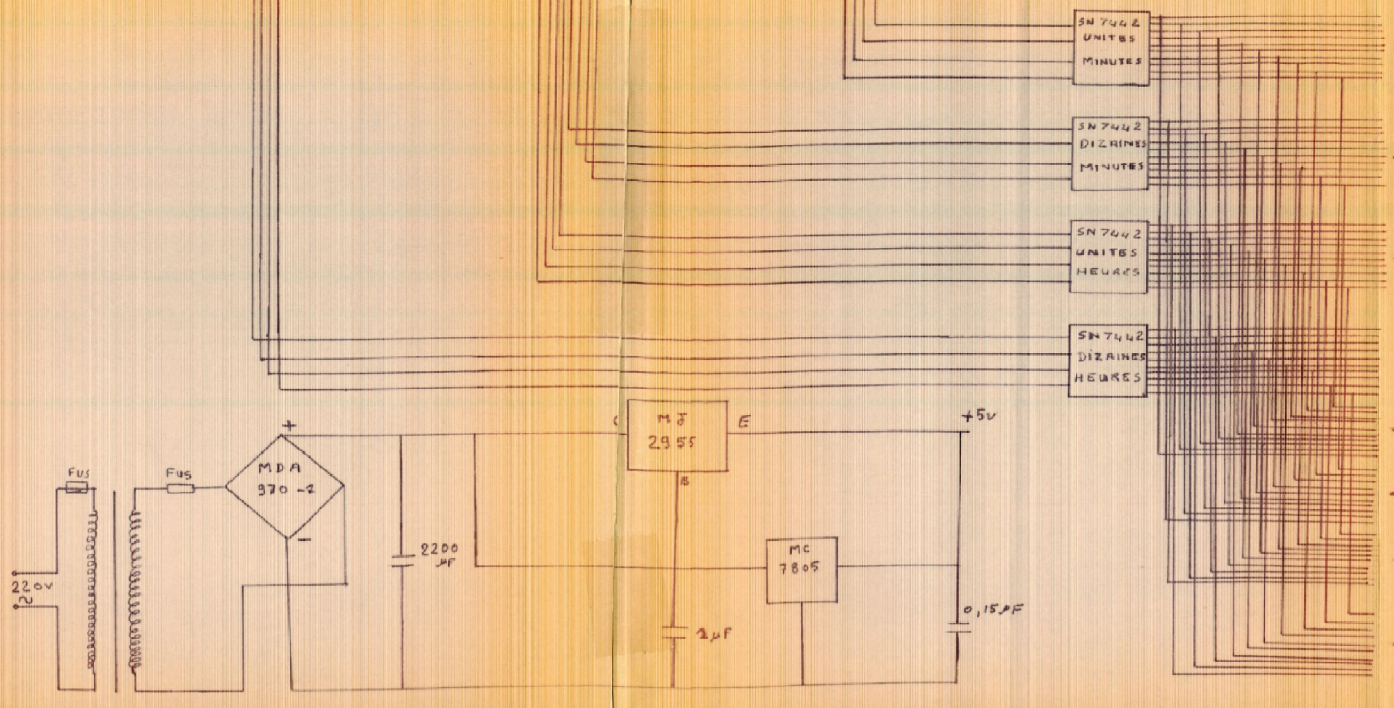 SN 7442
UNITES
MINUTES
SN 7442
DIZAINES
MINUTES
SN 7442
UNITES
HEURES
SN 7442
DIZAINES
HEURES
+
MDA
970-2
-
Fus
Fus
220V
~
2200
µF
C
MJ
2955
E
B
+5V
MC
7805
1µF
0,15µF